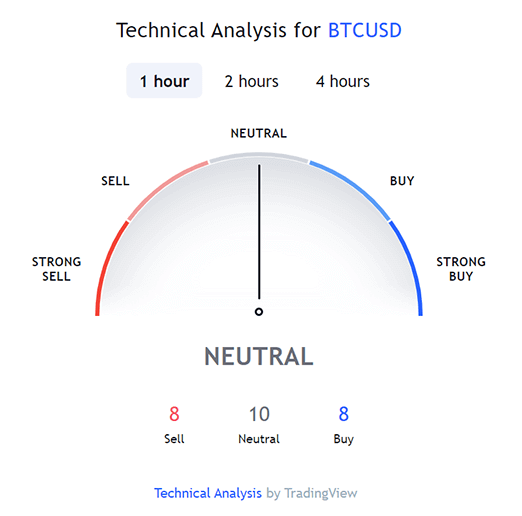 Technical Analysis for BTCUSD
1 hour 2 hours 4 hours
NEUTRAL
SELL BUY
STRONG SELL STRONG BUY
NEUTRAL
8 10 8
Sell Neutral Buy
Technical Analysis by TradingView